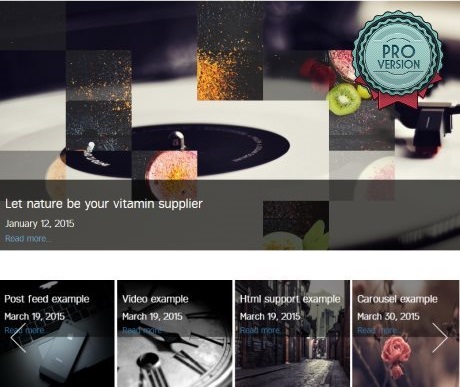 PRO
VERSION
Let nature be your vitamin supplier
January 12, 2015
Read more...
Post feed example
March 19, 2015
Read more...
Video example
March 19, 2015
Read more...
Html support example
March 19, 2015
Read more...
Carousel example
March 30, 2015
Read more...